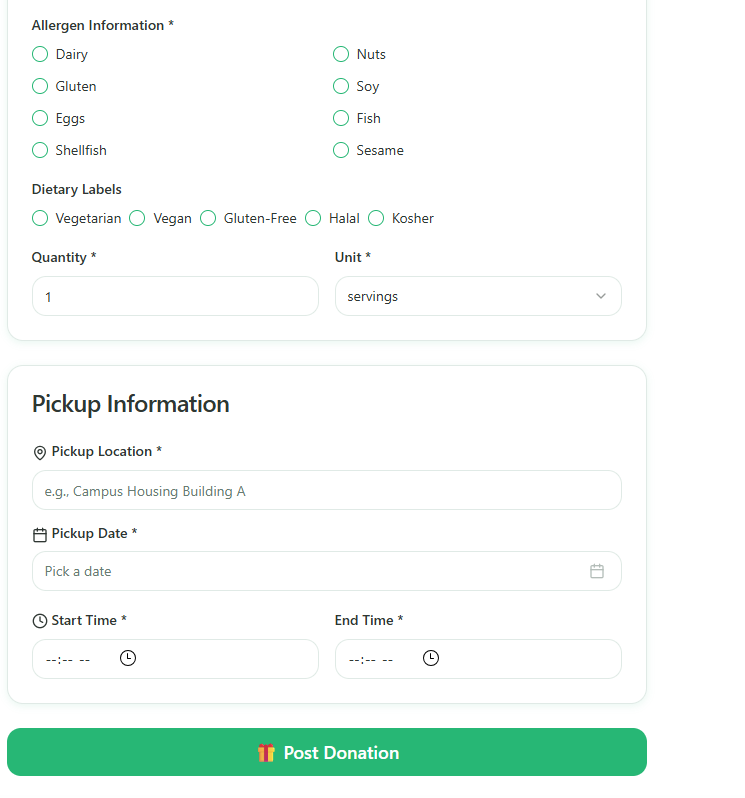 Allergen Information *
Dairy Nuts
Gluten Soy
Eggs Fish
Shellfish Sesame
Dietary Labels
Vegetarian Vegan Gluten-Free Halal Kosher
Quantity * Unit *
1 servings
Pickup Information
Pickup Location *
e.g., Campus Housing Building A
Pickup Date *
Pick a date
Start Time * End Time *
--:-- -- --:-- --
Post Donation